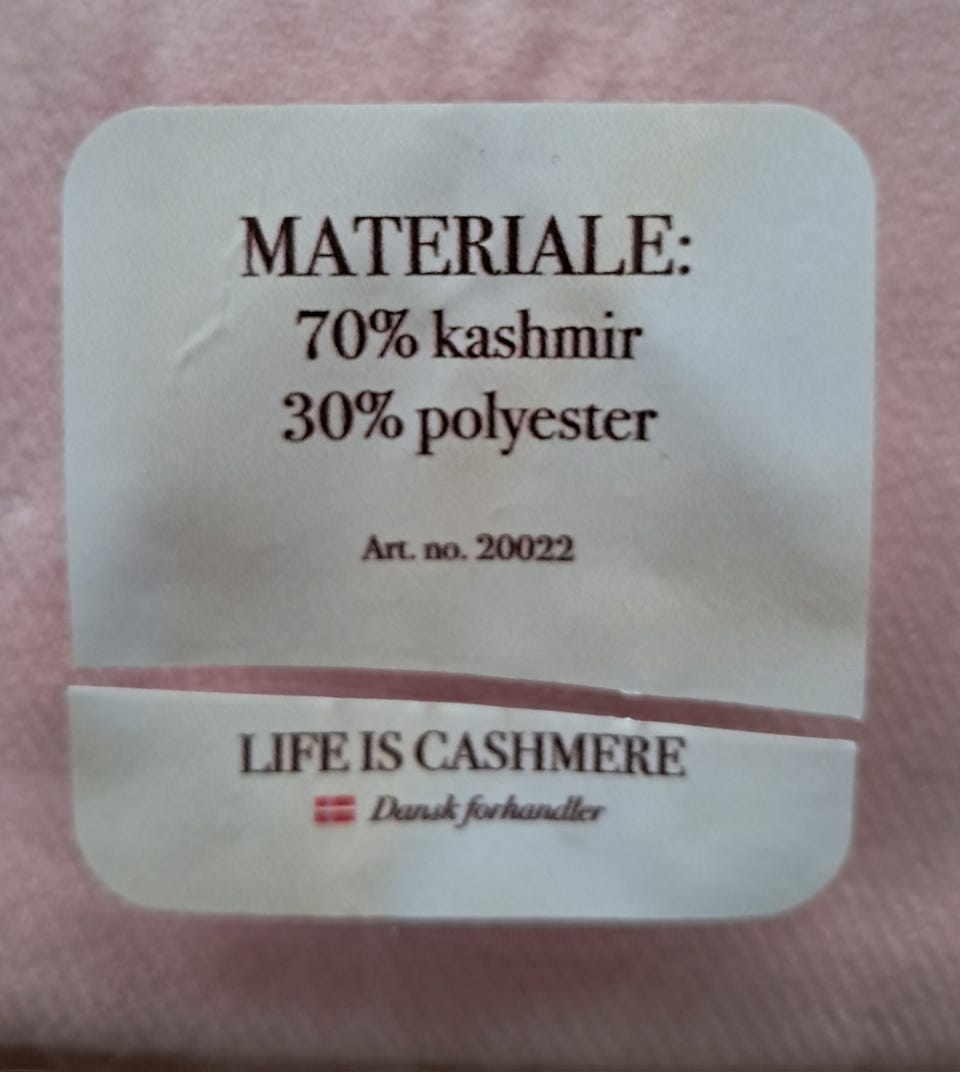 MATERIALE:
70% kashmir
30% polyester
Art. no. 20022
LIFE IS CASHMERE
Dansk forhandler